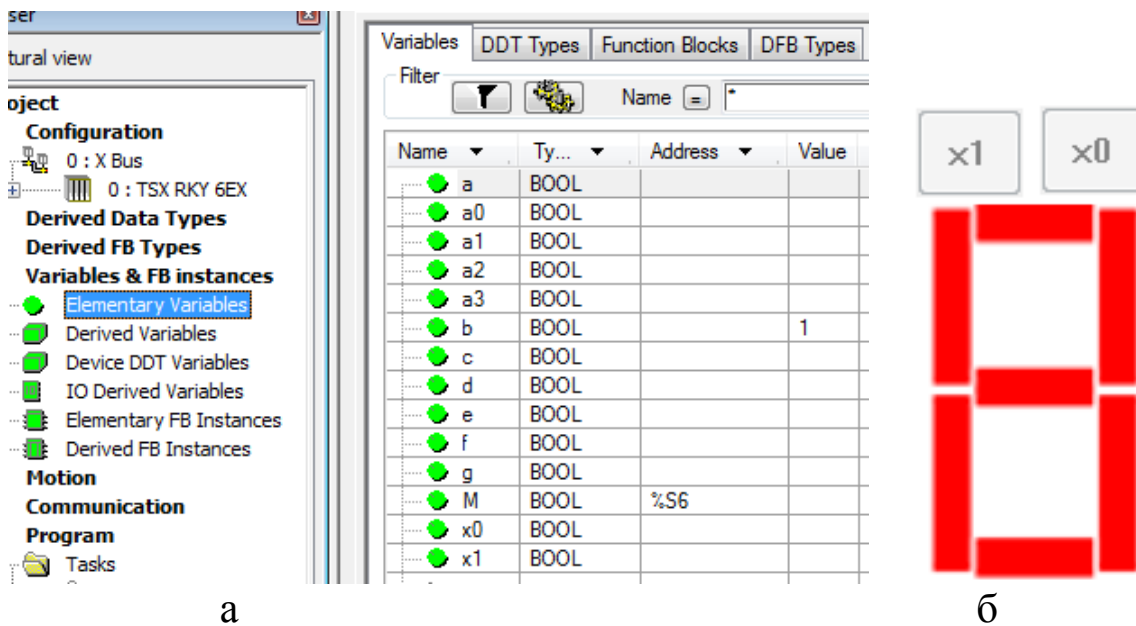 ser
tural view
oject
Configuration
0 : X Bus
0 : TSX RKY 6EX
Derived Data Types
Derived FB Types
Variables & FB instances
Elementary Variables
Derived Variables
Device DDT Variables
IO Derived Variables
Elementary FB Instances
Derived FB Instances
Motion
Communication
Program
Tasks
Variables DDT Types Function Blocks DFB Types
Filter
Name = *
Name Ty... Address Value
a BOOL
a0 BOOL
a1 BOOL
a2 BOOL
a3 BOOL
b BOOL 1
c BOOL
d BOOL
e BOOL
f BOOL
g BOOL
M BOOL %S6
x0 BOOL
x1 BOOL
x1 x0
а б